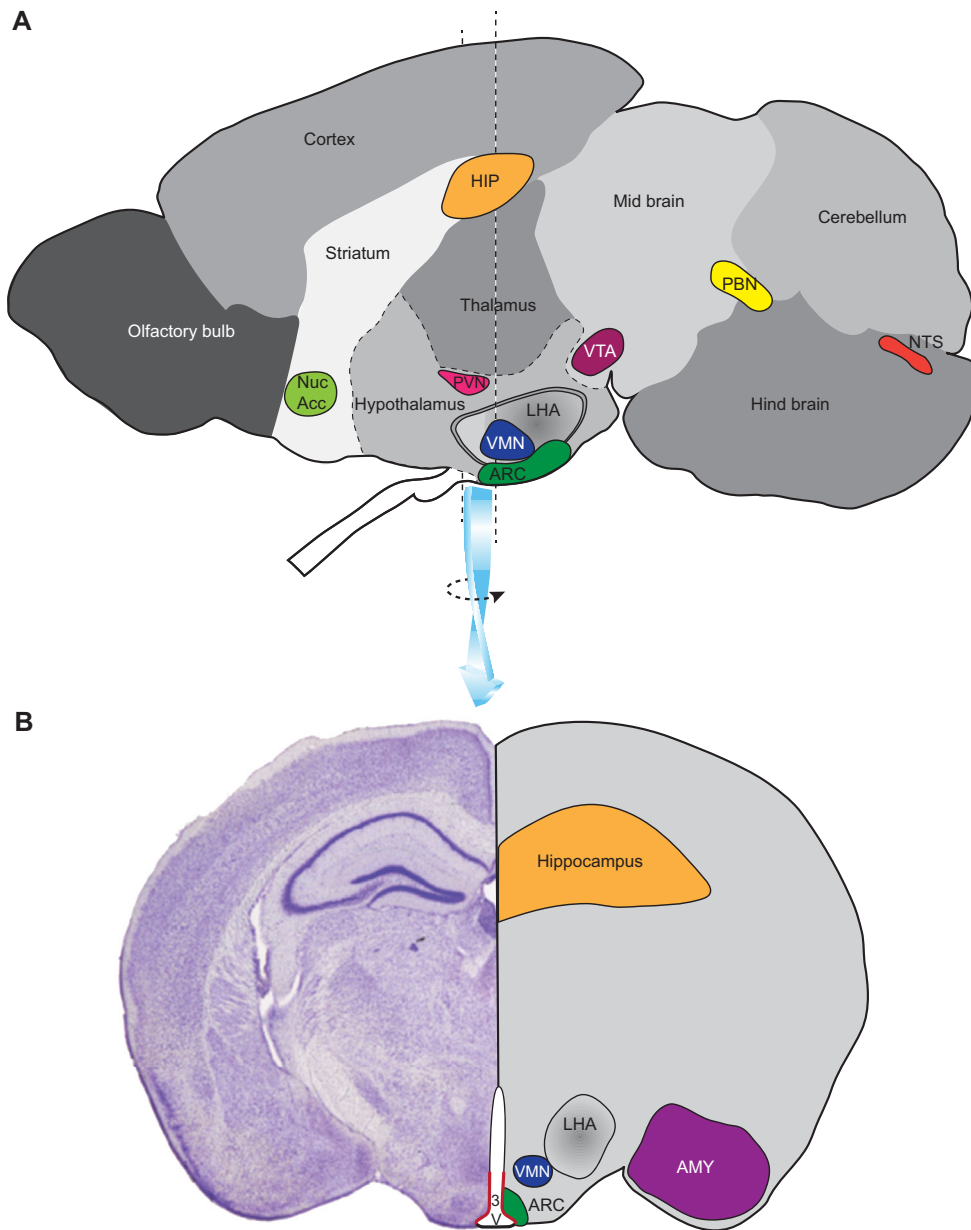 A
Cortex
HIP
Mid brain
Cerebellum
Striatum
PBN
Thalamus
Olfactory bulb
NTS
VTA
PVN
Nuc
Acc
Hypothalamus
LHA
Hind brain
VMN
ARC
B
Hippocampus
LHA
VMN
AMY
3
V
ARC